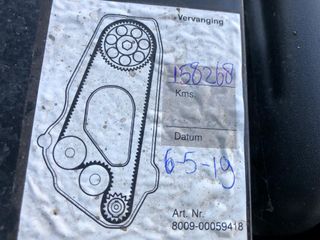 Vervanging
158268
Kms.
Datum
6-5-19
Art. Nr.
8009-00059418